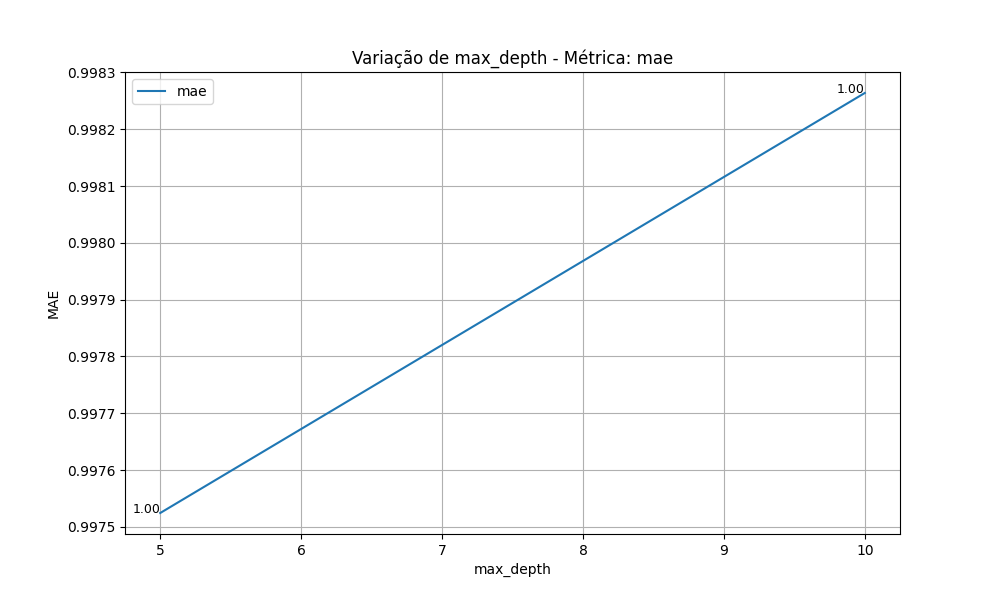 Variação de max_depth - Métrica: mae
mae
1.00
1.00
0.9983
0.9982
0.9981
0.9980
0.9979
0.9978
0.9977
0.9976
0.9975
MAE
5 6 7 8 9 10
max_depth